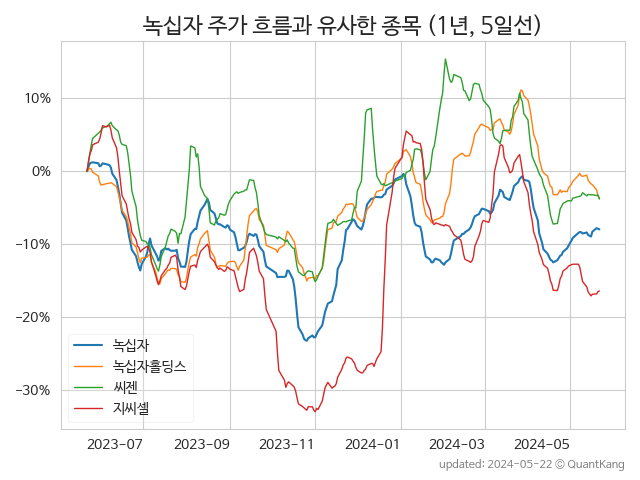 녹십자 주가 흐름과 유사한 종목 (1년, 5일선)
10%
0%
−10%
−20%
−30%
녹십자
녹십자홀딩스
씨젠
지씨셀
2023-07
2023-09
2023-11
2024-01
2024-03
2024-05
updated: 2024-05-22 © QuantKang